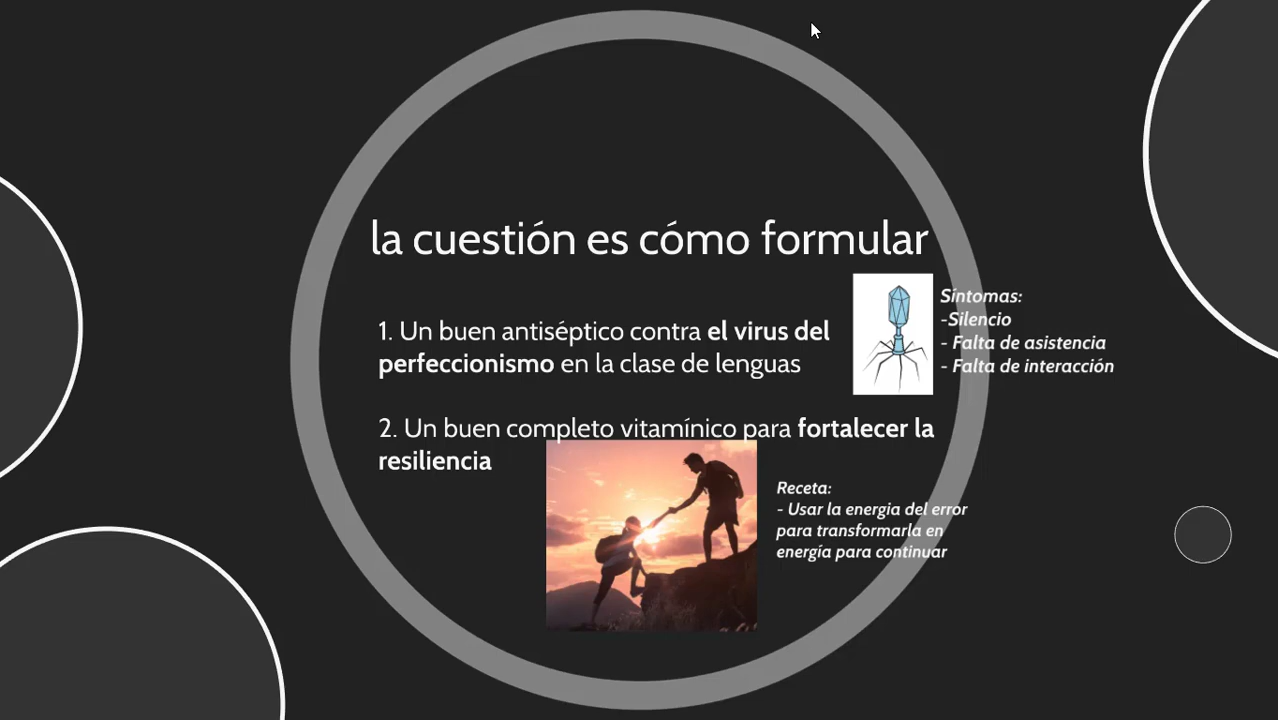 la cuestión es cómo formular
1. Un buen antiséptico contra el virus del
perfeccionismo en la clase de lenguas
Síntomas:
-Silencio
- Falta de asistencia
- Falta de interacción
2. Un buen completo vitamínico para fortalecer la
resiliencia
Receta:
- Usar la energia del error
para transformarla en
energía para continuar